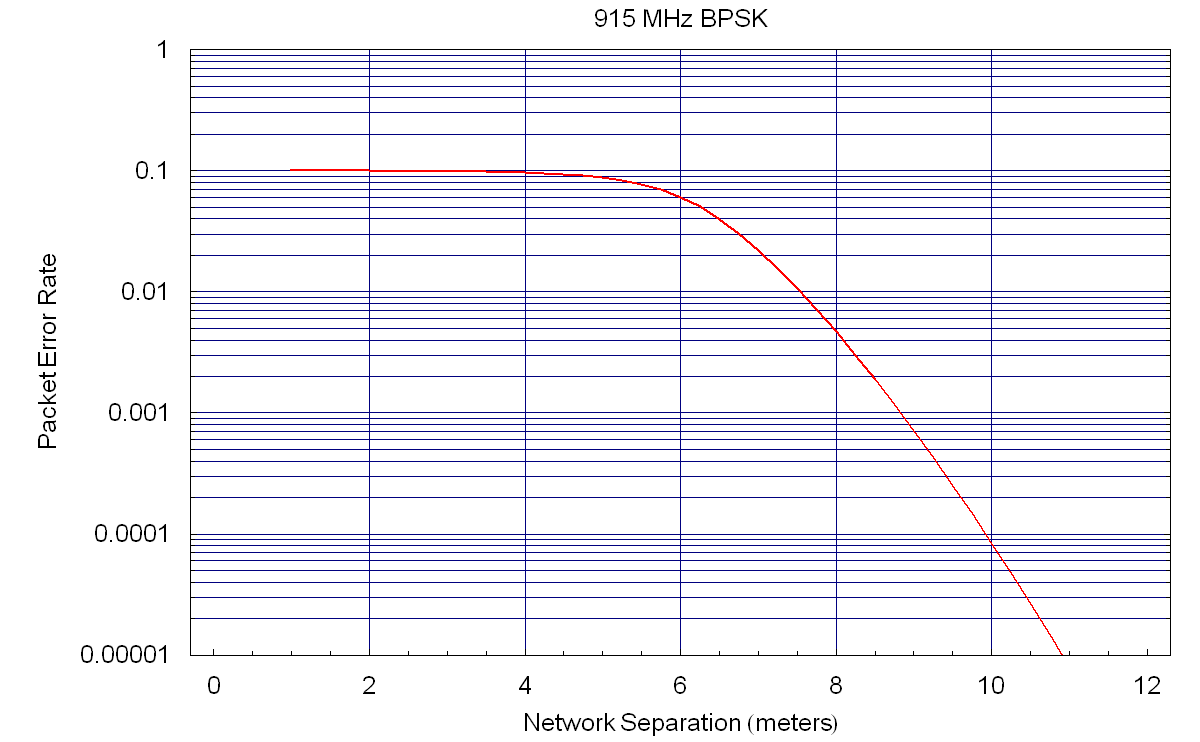 915 MHz BPSK
1
0.1
0.01
0.001
0.0001
0.00001
Packet Error Rate
0 2 4 6 8 10 12
Network Separation (meters)